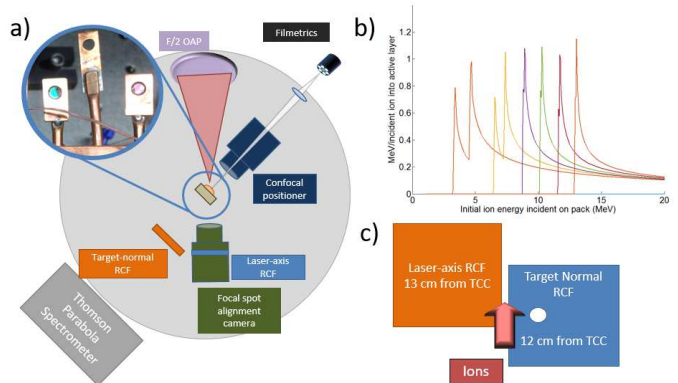 a)
F/2 OAP
Filmetrics
Confocal
positioner
Target-normal
RCF
Laser-axis
RCF
Focal spot
alignment
camera
Thomson
Parabola
Spectrometer
b)
MeV/incident ion into active layer
1.4
1.2
1
0.8
0.6
0.4
0.2
0
0
5
10
15
20
Initial ion energy incident on pack (MeV)
c)
Laser-axis RCF
13 cm from TCC
Target Normal
RCF
12 cm from TCC
Ions